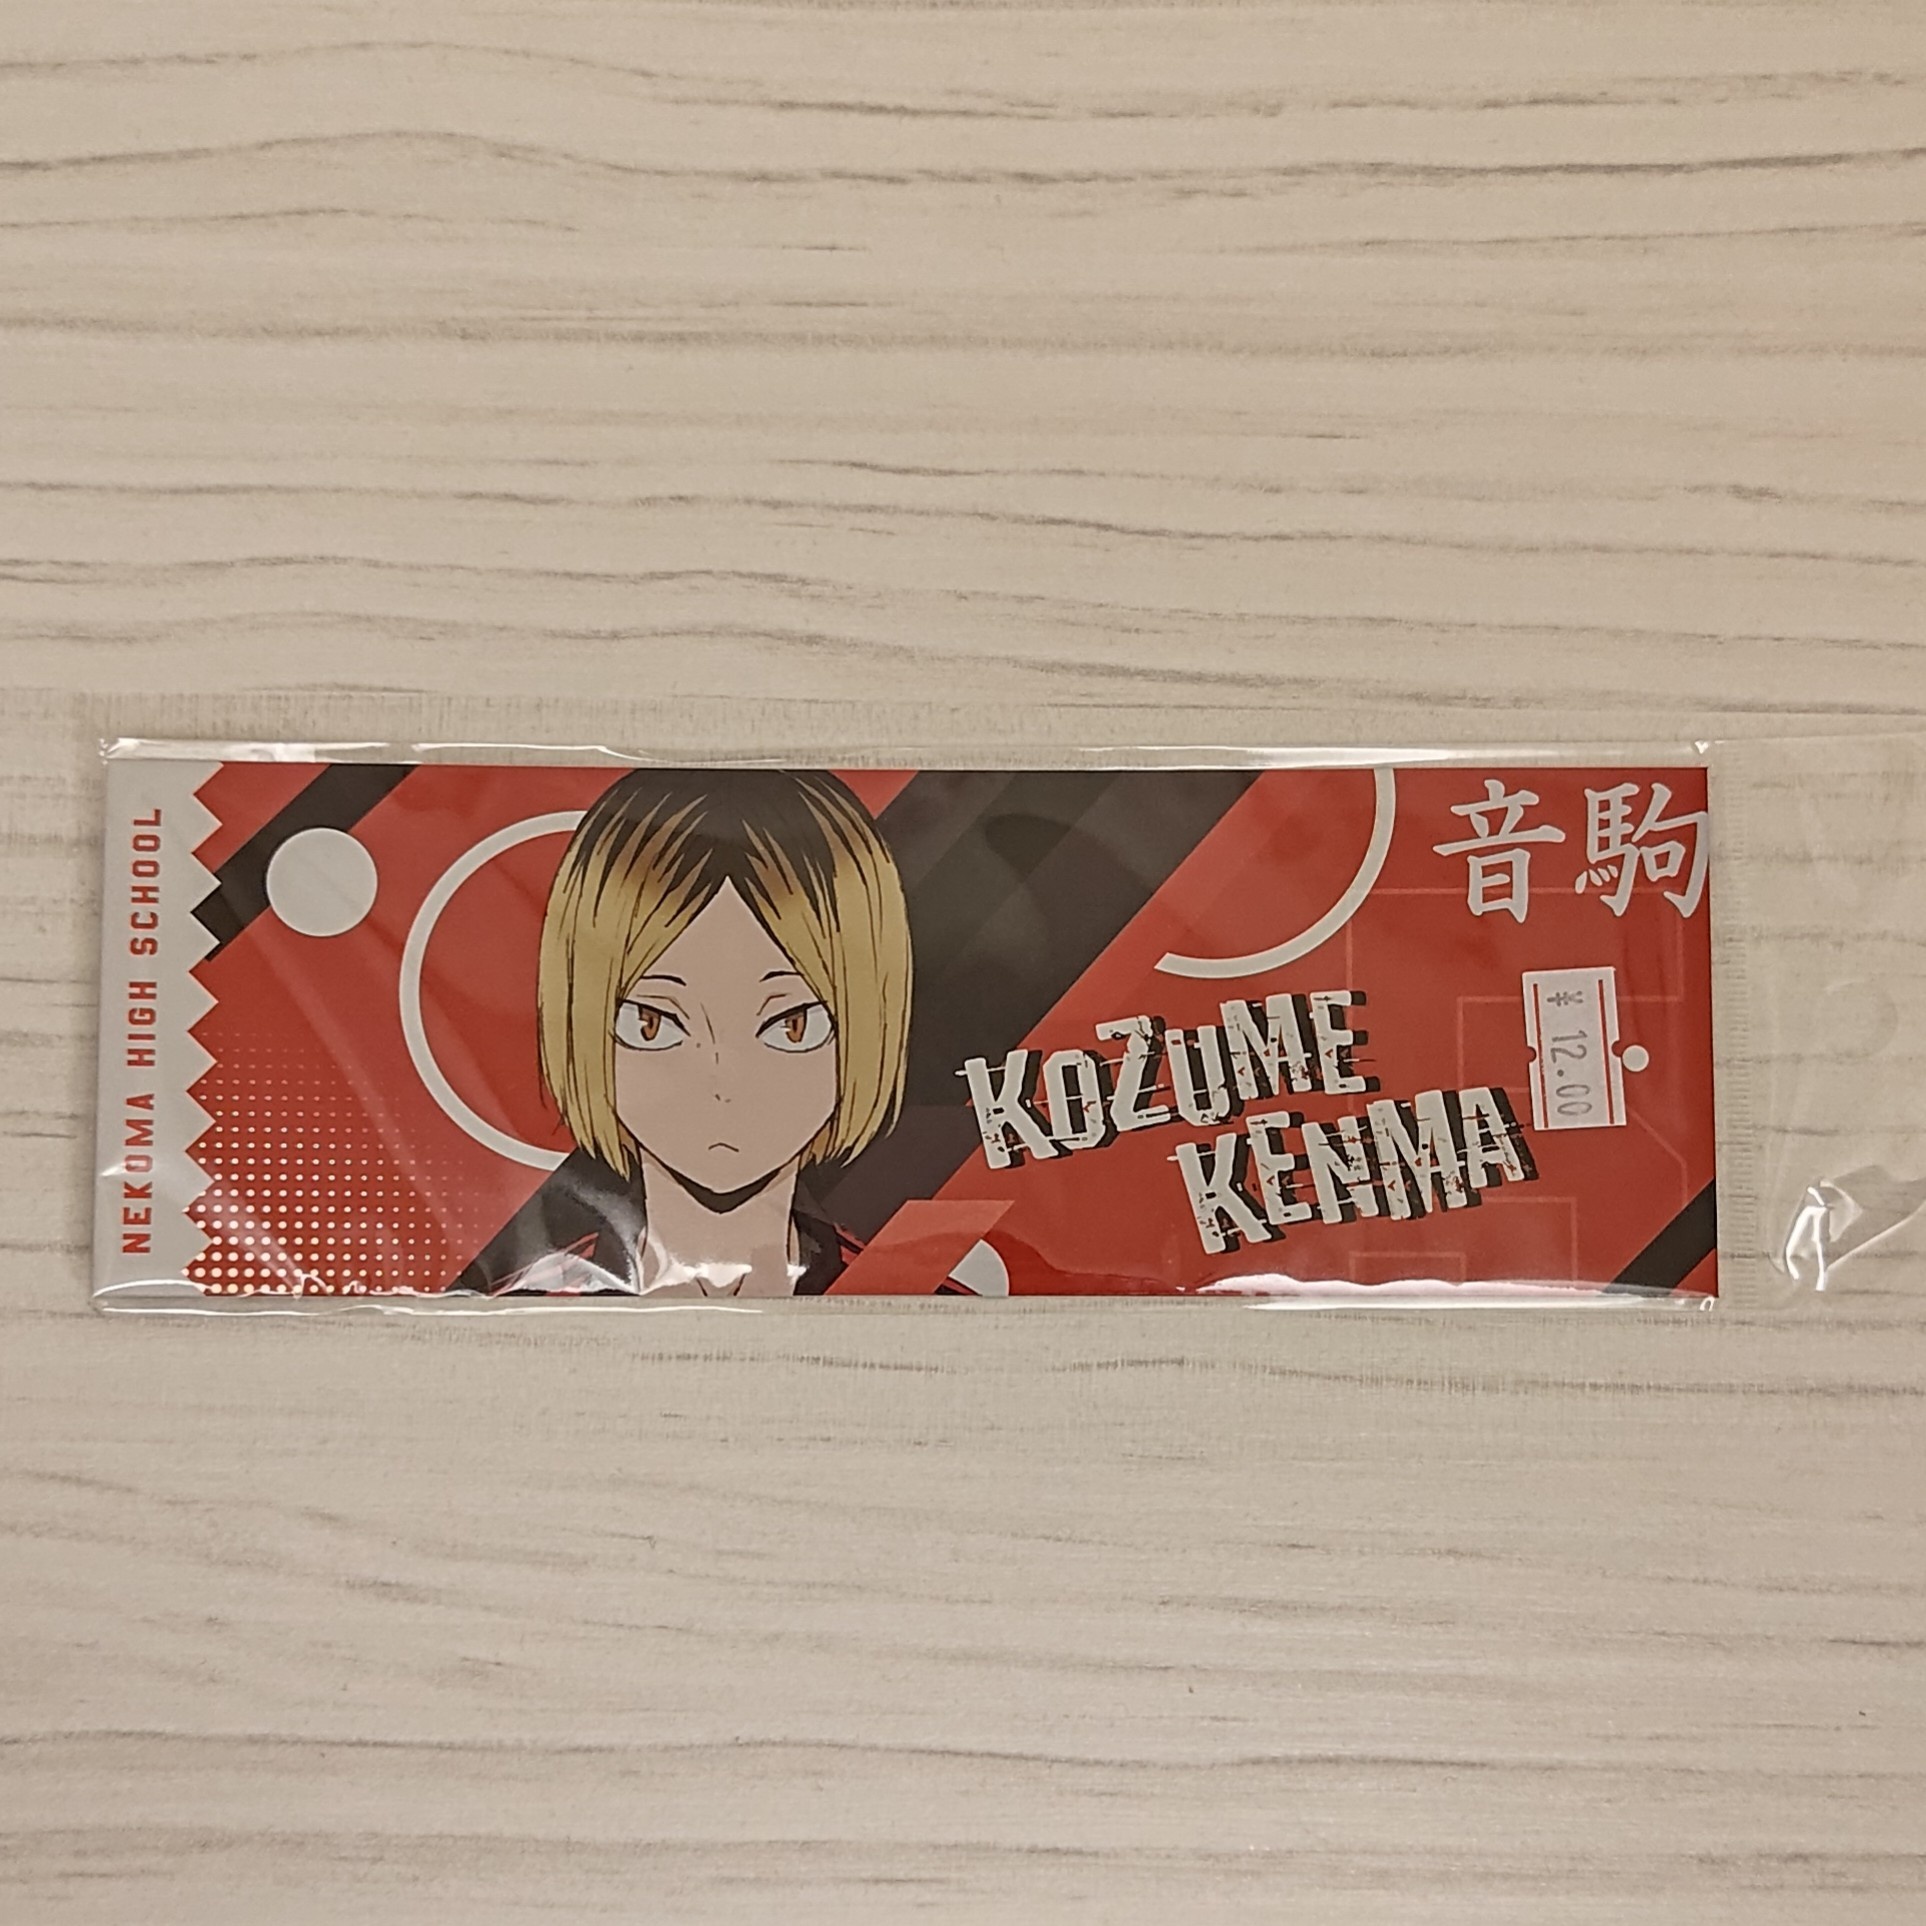 NEKOMA HIGH SCHOOL
音駒
KOZUME
KENMA
¥ 12.00